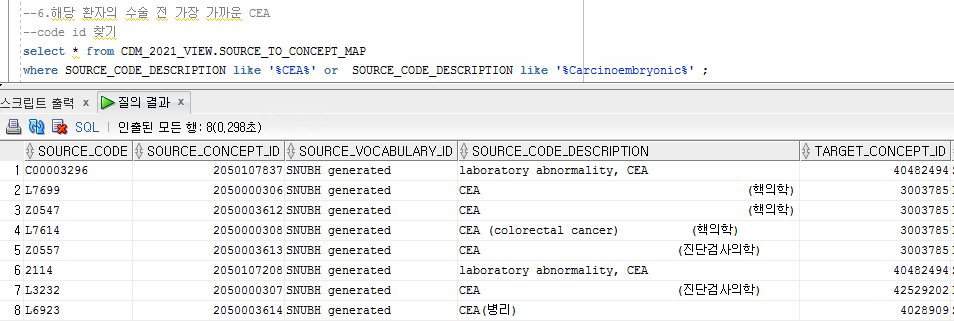 --6.해당 환자의 수술 전 가장 가까운 CEA
--code id 찾기
select * from CDM_2021_VIEW.SOURCE_TO_CONCEPT_MAP
where SOURCE_CODE_DESCRIPTION like '%CEA%' or  SOURCE_CODE_DESCRIPTION like '%Carcinoembryonic%' ;
스크립트 출력 x 질의 결과 x
SQL | 인출된 모든 행: 8(0,298초)
SOURCE_CODE SOURCE_CONCEPT_ID SOURCE_VOCABULARY_ID SOURCE_CODE_DESCRIPTION TARGET_CONCEPT_ID
1 C00003296 2050107837 SNUBH generated laboratory abnormality, CEA 40482494
2 L7699 2050000306 SNUBH generated CEA (핵의학) 3003785
3 Z0547 2050003612 SNUBH generated CEA (핵의학) 3003785
4 L7614 2050000308 SNUBH generated CEA (colorectal cancer) (핵의학) 3003785
5 Z0557 2050003613 SNUBH generated CEA (진단검사의학) 3003785
6 2114 2050107208 SNUBH generated laboratory abnormality, CEA 40482494
7 L3232 2050000307 SNUBH generated CEA (진단검사의학) 42529202
8 L6923 2050003614 SNUBH generated CEA(병리) 4028909